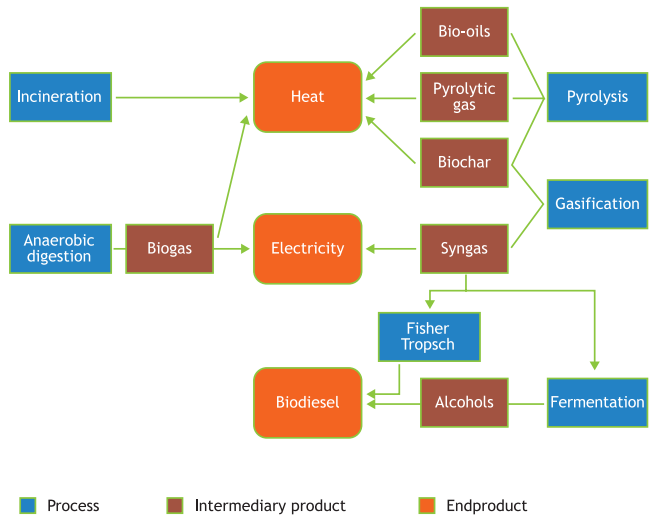 Bio-oils
Incineration
Heat
Pyrolytic
gas
Pyrolysis
Biochar
Gasification
Anaerobic
digestion
Biogas
Electricity
Syngas
Fisher
Tropsch
Biodiesel
Alcohols
Fermentation
Process
Intermediary product
Endproduct